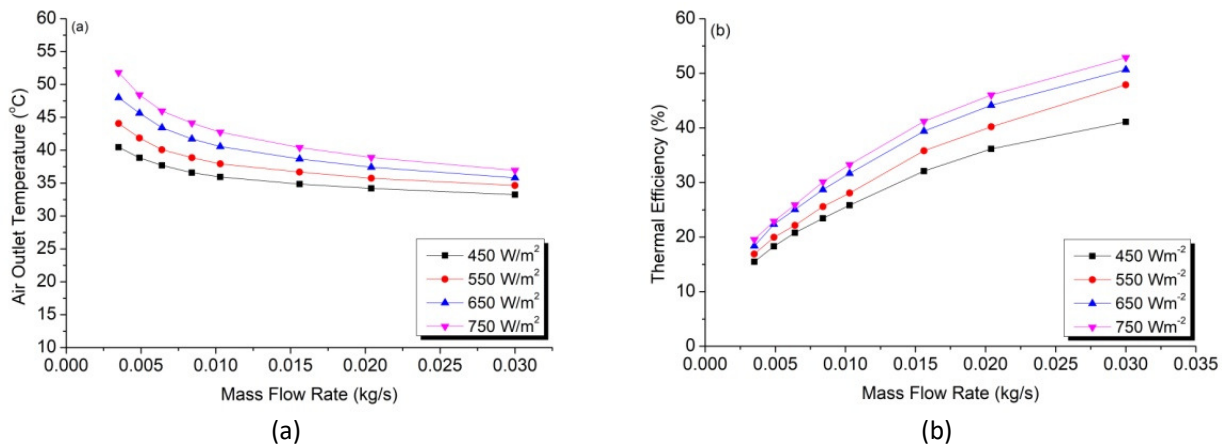 (a)
60
55
50
45
40
35
30
25
20
15
10
Air Outlet Temperature (°C)
450 W/m²
550 W/m²
650 W/m²
750 W/m²
0.000 0.005 0.010 0.015 0.020 0.025 0.030
Mass Flow Rate (kg/s)
(a)
(b)
60
50
40
30
20
10
0
Thermal Efficiency (%)
450 Wm⁻²
550 Wm⁻²
650 Wm⁻²
750 Wm⁻²
0.000 0.005 0.010 0.015 0.020 0.025 0.030 0.035
Mass Flow Rate (kg/s)
(b)